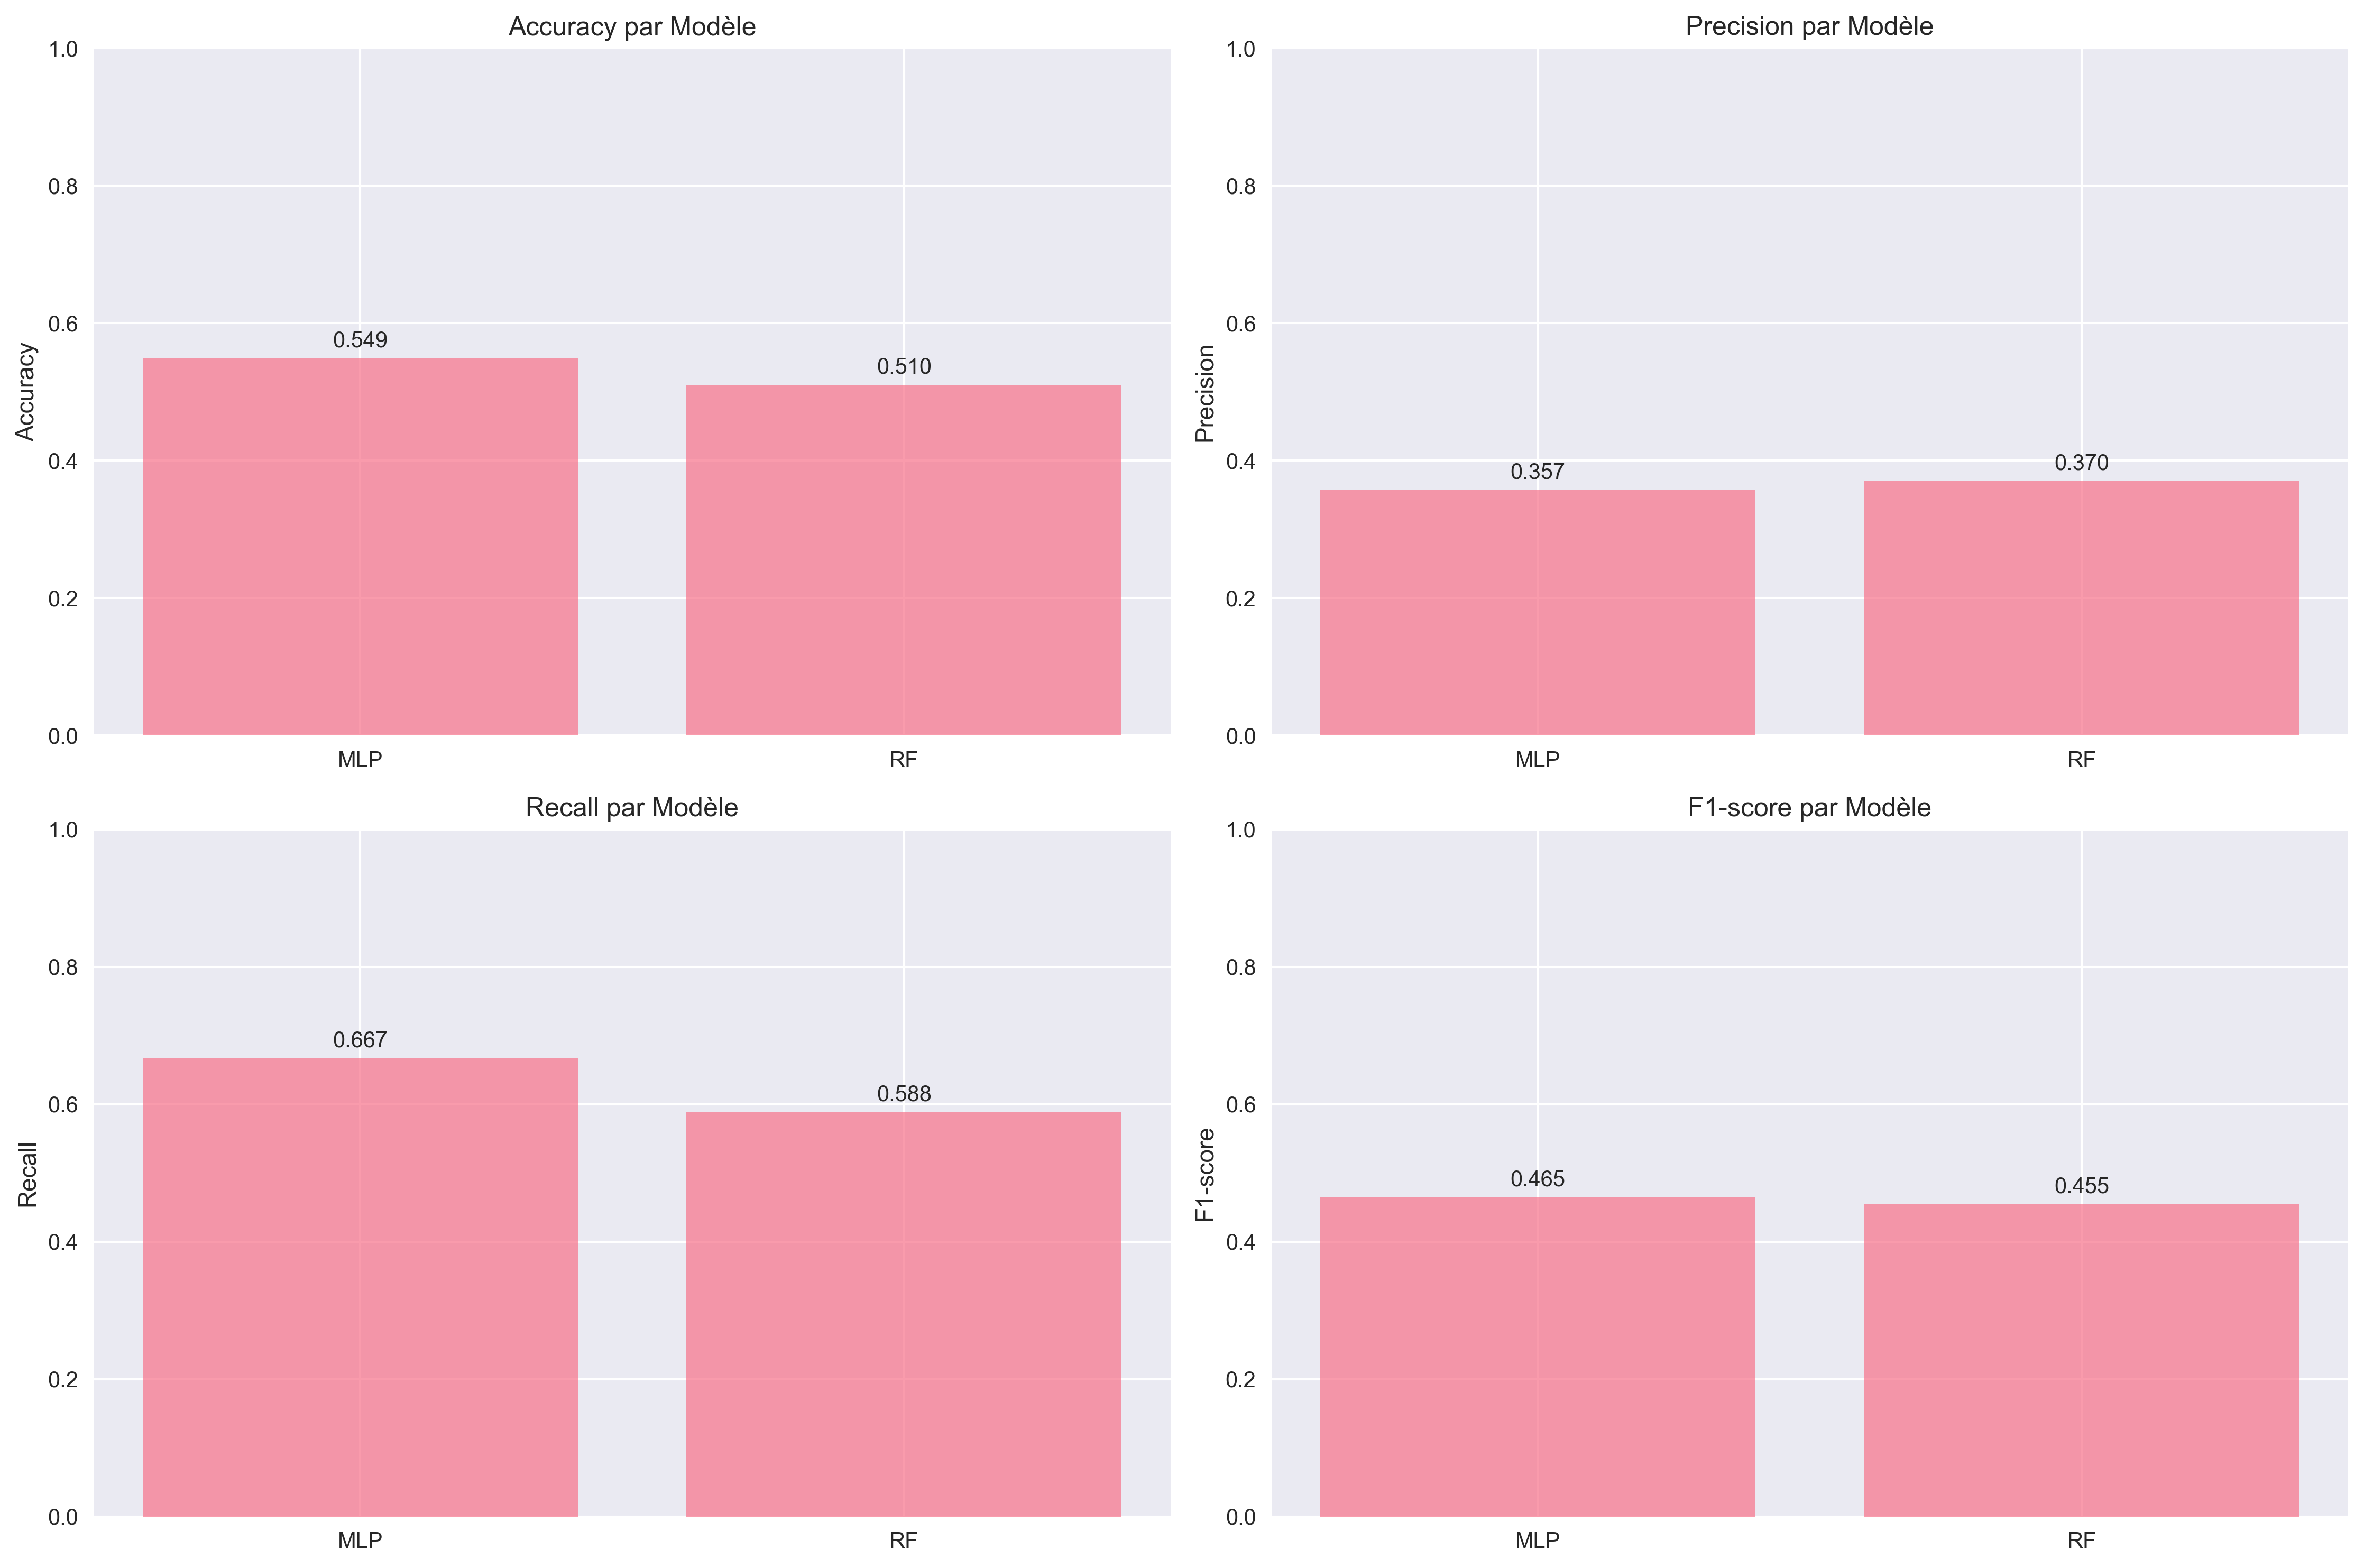 Accuracy par Modèle
1.0
0.8
0.6
0.4
0.2
0.0
Accuracy
0.549
0.510
MLP
RF
Precision par Modèle
1.0
0.8
0.6
0.4
0.2
0.0
Precision
0.357
0.370
MLP
RF
Recall par Modèle
1.0
0.8
0.6
0.4
0.2
0.0
Recall
0.667
0.588
MLP
RF
F1-score par Modèle
1.0
0.8
0.6
0.4
0.2
0.0
F1-score
0.465
0.455
MLP
RF